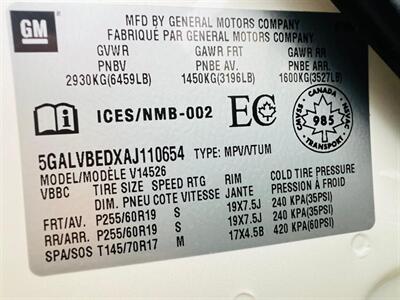 GM
MFD BY GENERAL MOTORS COMPANY
FABRIQUÉ PAR GENERAL MOTORS COMPANY
GVWR GAWR FRT GAWR RR
PNBV PNBE AV. PNBE AR.
2930KG(6459LB) 1450KG(3196LB) 1600KG(3527LB)
ICES/NMB-002 EC
CANADA
CMVSS 985 NSVAC
TRANSPORT
5GALVBEDXAJ110654 TYPE: MPV/VTUM
MODEL/MODÈLE V14526
VBBC TIRE SIZE SPEED RTG RIM COLD TIRE PRESSURE
DIM. PNEU COTE VITESSE JANTE PRESSION À FROID
FRT/AV. P255/60R19 S 19X7.5J 240 KPA(35PSI)
RR/ARR. P255/60R19 S 19X7.5J 240 KPA(35PSI)
SPA/SOS T145/70R17 M 17X4.5B 420 KPA(60PSI)